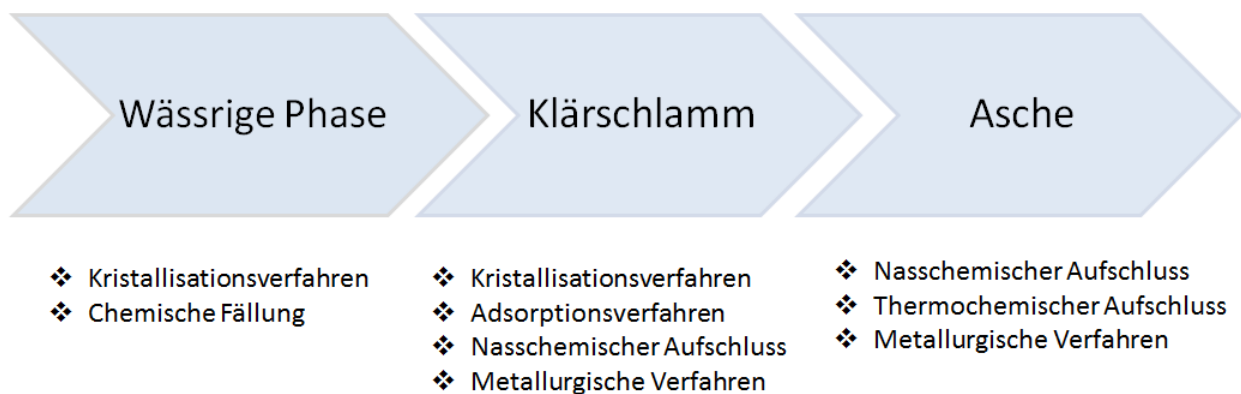 Wässrige Phase
Klärschlamm
Asche
❖ Kristallisationsverfahren
❖ Chemische Fällung
❖ Kristallisationsverfahren
❖ Adsorptionsverfahren
❖ Nasschemischer Aufschluss
❖ Metallurgische Verfahren
❖ Nasschemischer Aufschluss
❖ Thermochemischer Aufschluss
❖ Metallurgische Verfahren